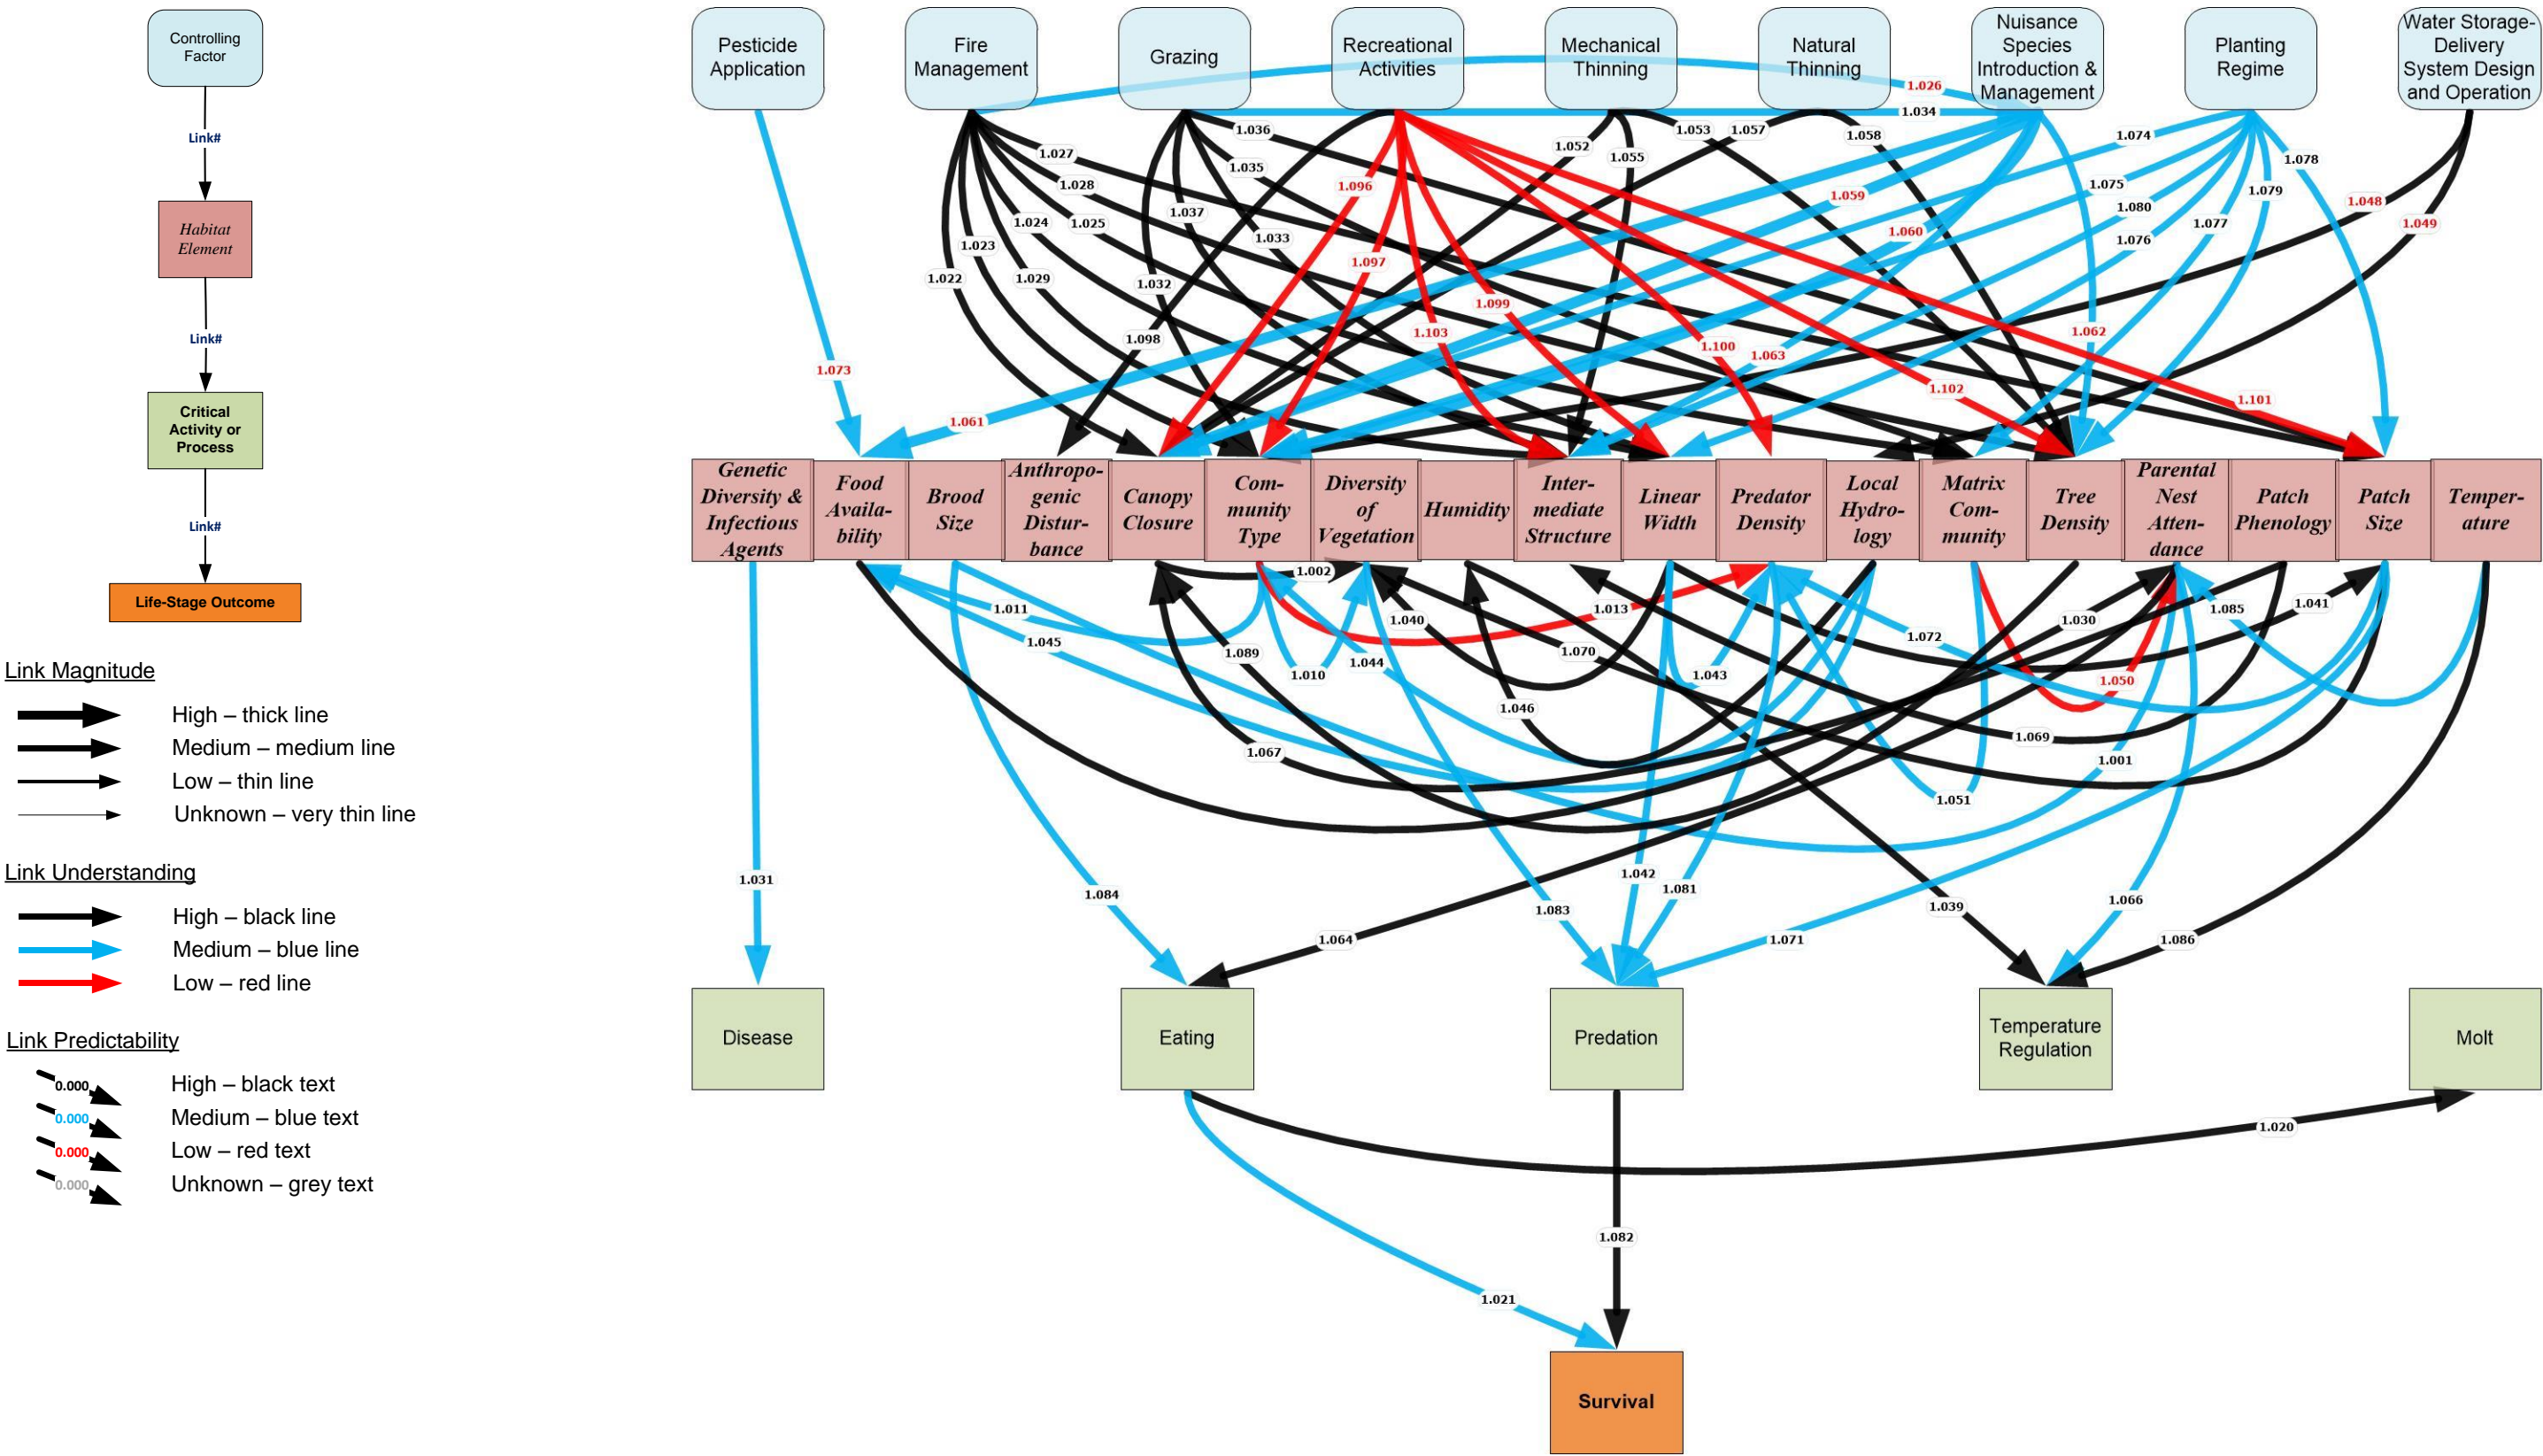 Controlling
Factor
Link#
Habitat
Element
Link#
Critical
Activity or
Process
Link#
Life-Stage Outcome
Link Magnitude
High – thick line
Medium – medium line
Low – thin line
Unknown – very thin line
Link Understanding
High – black line
Medium – blue line
Low – red line
Link Predictability
0.000
High – black text
0.000
Medium – blue text
0.000
Low – red text
0.000
Unknown – grey text
Pesticide
Application
Fire
Management
Grazing
Recreational
Activities
Mechanical
Thinning
Natural
Thinning
Nuisance
Species
Introduction &
Management
Planting
Regime
Water Storage-
Delivery
System Design
and Operation
1.026
1.034
1.036
1.053
1.057
1.058
1.074
1.052
1.027
1.055
1.078
1.035
1.028
1.096
1.059
1.075
1.079
1.048
1.037
1.080
1.024
1.025
1.077
1.049
1.060
1.033
1.076
1.023
1.097
1.022
1.029
1.032
1.099
1.103
1.062
1.098
1.100
1.063
1.073
1.102
1.101
1.061
Genetic
Diversity &
Infectious
Agents
Food
Availa-
bility
Brood
Size
Anthropo-
genic
Distur-
bance
Canopy
Closure
Com-
munity
Type
Diversity
of
Vegetation
Humidity
Inter-
mediate
Structure
Linear
Width
Predator
Density
Local
Hydro-
logy
Matrix
Com-
munity
Tree
Density
Parental
Nest
Atten-
dance
Patch
Phenology
Patch
Size
Temper-
ature
1.002
1.011
1.013
1.040
1.030
1.085
1.041
1.045
1.072
1.089
1.044
1.070
1.010
1.043
1.050
1.046
1.069
1.067
1.001
1.051
1.031
1.084
1.042
1.081
1.083
1.039
1.066
1.064
1.071
1.086
Disease
Eating
Predation
Temperature
Regulation
Molt
1.020
1.082
1.021
Survival